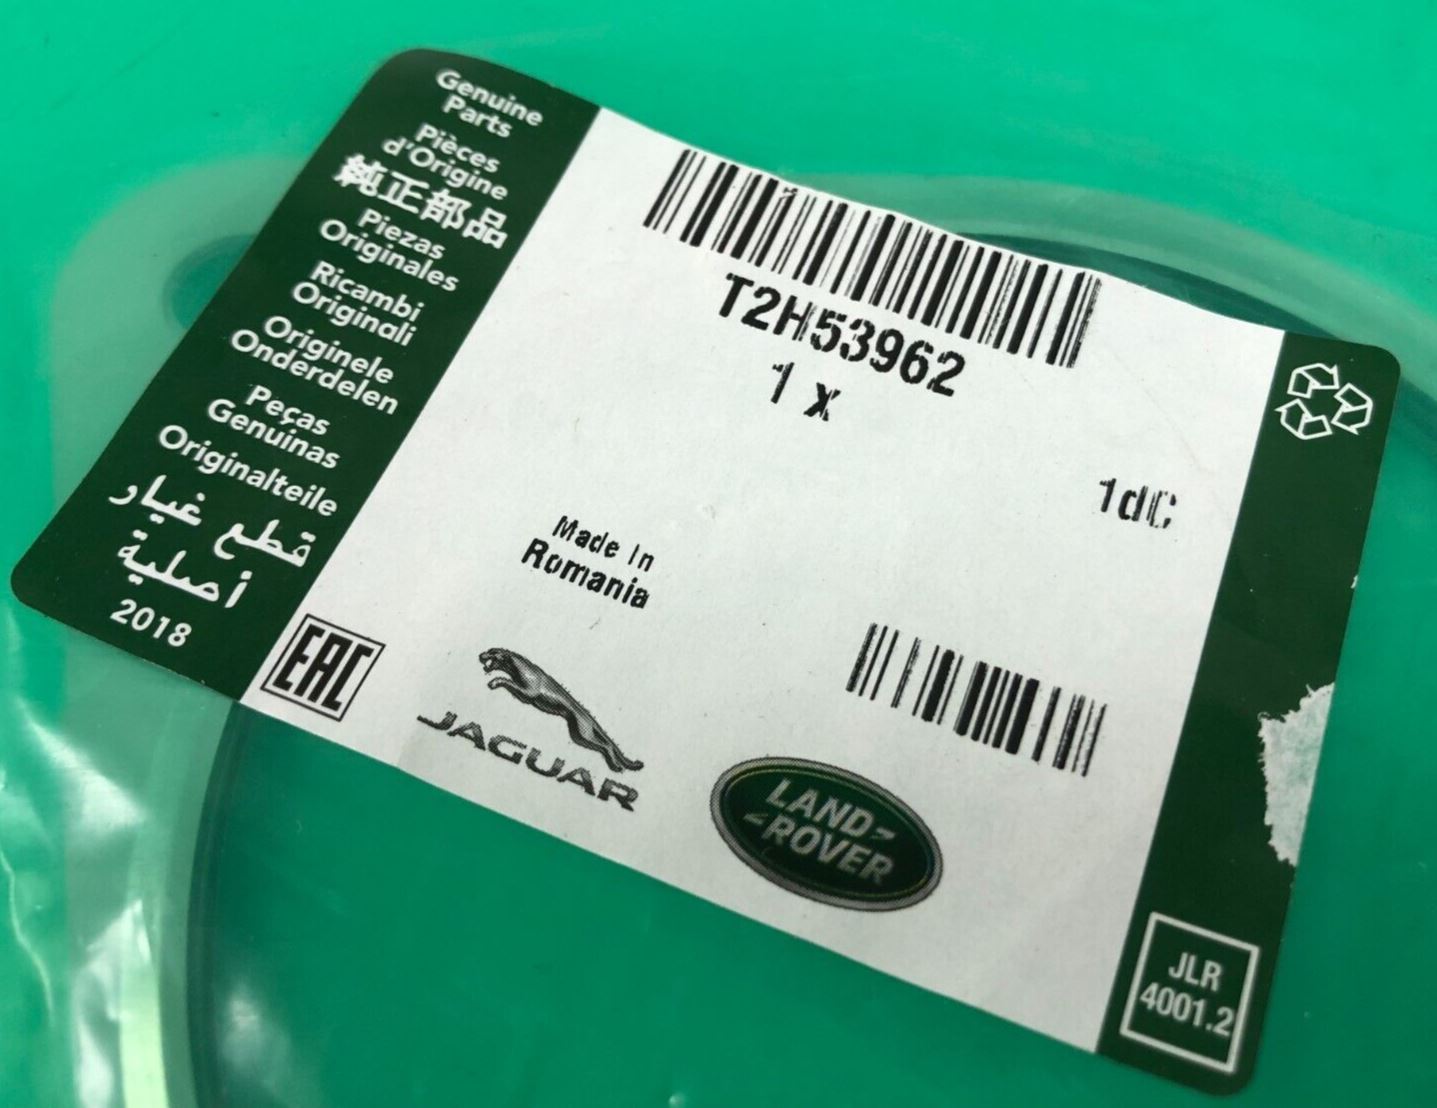 Genuine
Parts
Pièces
d'Origine
純正部品
Piezas
Originales
Ricambi
Originali
Originele
Onderdelen
Peças
Genuinas
Originalteile
قطع غيار
أصلية
2018
T2H53962
1 x
1dC
Made In
Romania
EAC
JAGUAR
LAND
ROVER
JLR
4001.2